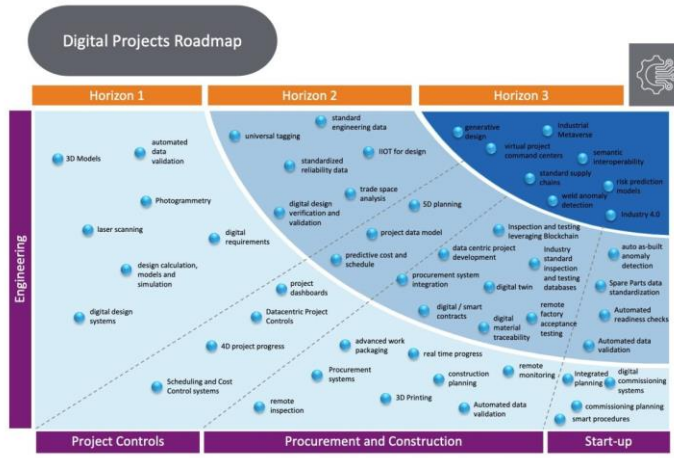 Digital Projects Roadmap
Horizon 1
Horizon 2
Horizon 3
Engineering
3D Models
automated
data
validation
Photogrammetry
laser scanning
design calculation,
models and
simulation
digital design
systems
digital
requirements
universal tagging
standard
engineering data
standardized
reliability data
IIOT for design
trade space
analysis
digital design
verification and
validation
5D planning
project data model
predictive cost and
schedule
generative
design
Industrial
Metaverse
virtual project
command centers
semantic
interoperability
standard supply
chains
risk prediction
models
weld anomaly
detection
Industry 4.0
Inspection and testing
leveraging Blockchain
data centric project
development
Industry
standard
inspection and
testing
databases
procurement system
integration
digital twin
digital / smart
contracts
digital
material
traceability
remote
factory
acceptance
testing
auto as-built
anomaly
detection
Spare Parts data
standardization
Automated
readiness checks
Automated data
validation
project
dashboards
Datacentric Project
Controls
4D project progress
Scheduling and Cost
Control systems
advanced work
packaging
real time progress
Procurement
systems
construction
planning
remote
monitoring
3D Printing
remote
inspection
Automated data
validation
Integrated
planning
digital
commissioning
systems
commissioning planning
smart procedures
Project Controls
Procurement and Construction
Start-up